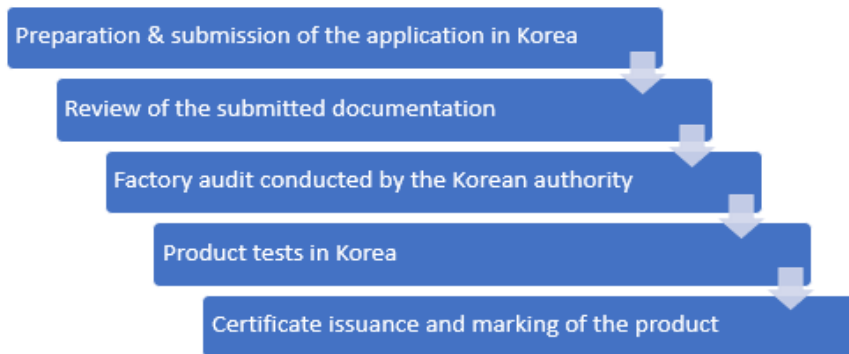 Preparation & submission of the application in Korea
Review of the submitted documentation
Factory audit conducted by the Korean authority
Product tests in Korea
Certificate issuance and marking of the product